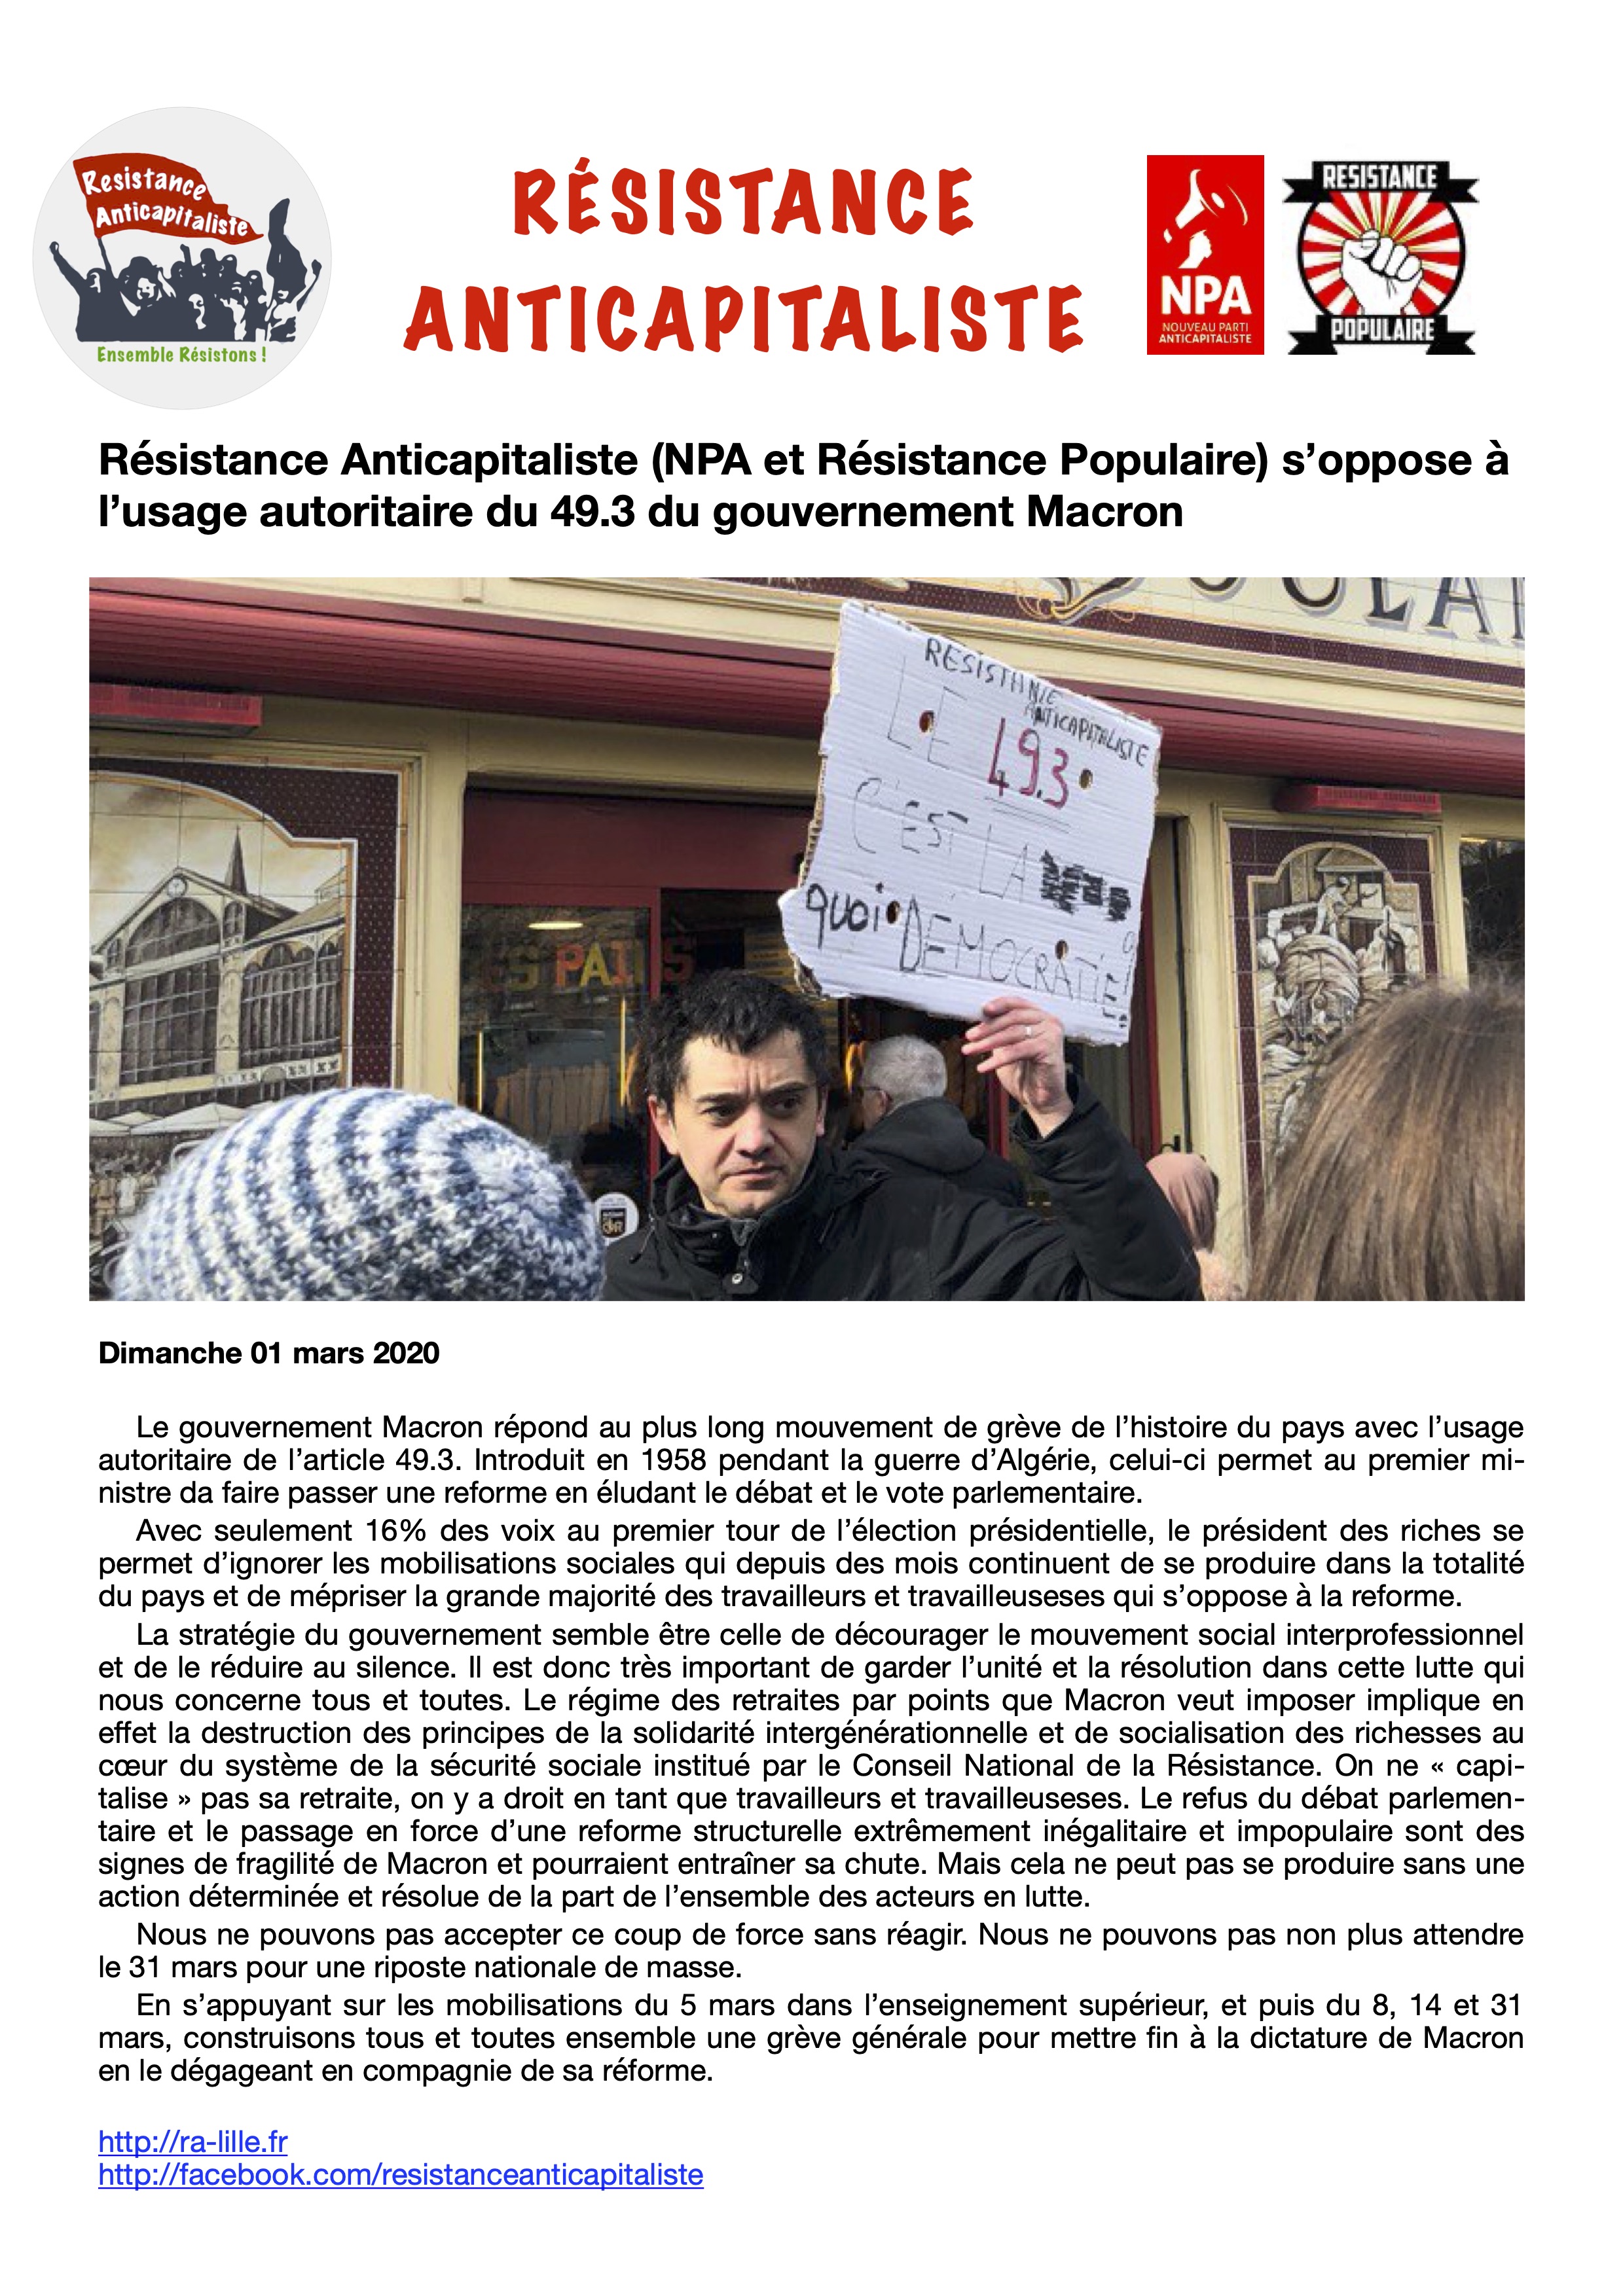 Resistance
Anticapitaliste
Ensemble Résistons !
RÉSISTANCE
ANTICAPITALISTE
NPA
NOUVEAU PARTI
ANTICAPITALISTE
RESISTANCE
POPULAIRE
Résistance Anticapitaliste (NPA et Résistance Populaire) s’oppose à
l’usage autoritaire du 49.3 du gouvernement Macron
RESISTANCE
ANTICAPITALISTE
LE 49.3
C'EST LA
quoi DÉMOCRATIE
Dimanche 01 mars 2020
Le gouvernement Macron répond au plus long mouvement de grève de l’histoire du pays avec l’usage
autoritaire de l’article 49.3. Introduit en 1958 pendant la guerre d’Algérie, celui-ci permet au premier mi-
nistre da faire passer une reforme en éludant le débat et le vote parlementaire.
Avec seulement 16% des voix au premier tour de l’élection présidentielle, le président des riches se
permet d’ignorer les mobilisations sociales qui depuis des mois continuent de se produire dans la totalité
du pays et de mépriser la grande majorité des travailleurs et travailleuseses qui s’oppose à la reforme.
La stratégie du gouvernement semble être celle de décourager le mouvement social interprofessionnel
et de le réduire au silence. Il est donc très important de garder l’unité et la résolution dans cette lutte qui
nous concerne tous et toutes. Le régime des retraites par points que Macron veut imposer implique en
effet la destruction des principes de la solidarité intergénérationnelle et de socialisation des richesses au
cœur du système de la sécurité sociale institué par le Conseil National de la Résistance. On ne « capi-
talise » pas sa retraite, on y a droit en tant que travailleurs et travailleuseses. Le refus du débat parlemen-
taire et le passage en force d’une reforme structurelle extrêmement inégalitaire et impopulaire sont des
signes de fragilité de Macron et pourraient entraîner sa chute. Mais cela ne peut pas se produire sans une
action déterminée et résolue de la part de l’ensemble des acteurs en lutte.
Nous ne pouvons pas accepter ce coup de force sans réagir. Nous ne pouvons pas non plus attendre
le 31 mars pour une riposte nationale de masse.
En s’appuyant sur les mobilisations du 5 mars dans l’enseignement supérieur, et puis du 8, 14 et 31
mars, construisons tous et toutes ensemble une grève générale pour mettre fin à la dictature de Macron
en le dégageant en compagnie de sa réforme.
http://ra-lille.fr
http://facebook.com/resistanceanticapitaliste